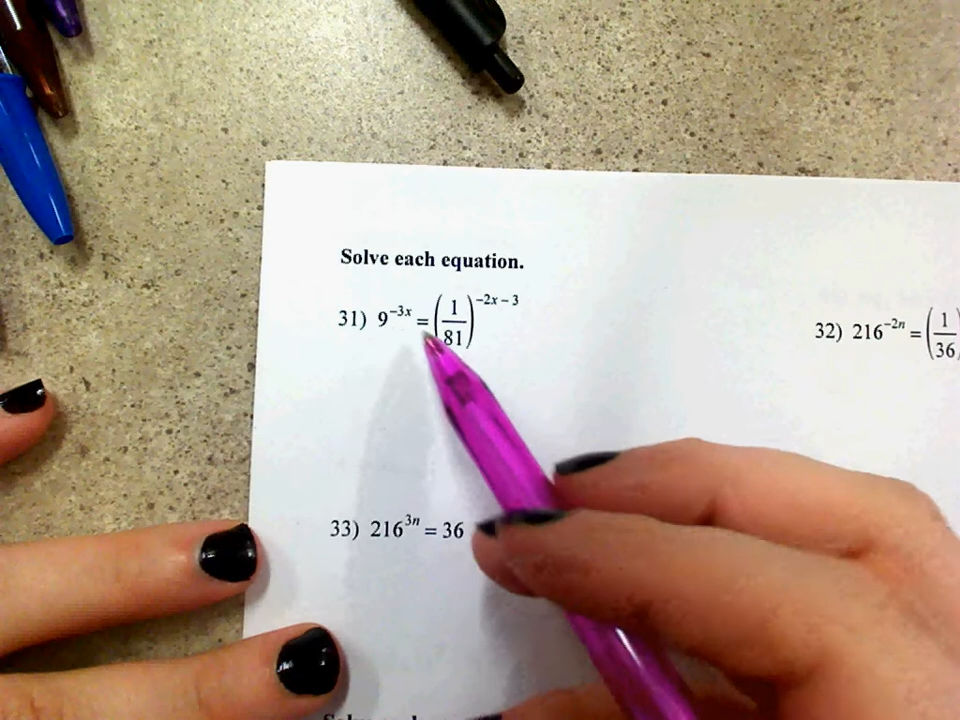 Solve each equation.
31) 9^{-3x} = (1/81)^{-2x - 3}
32) 216^{-2n} = (1/36)
33) 216^{3n} = 36